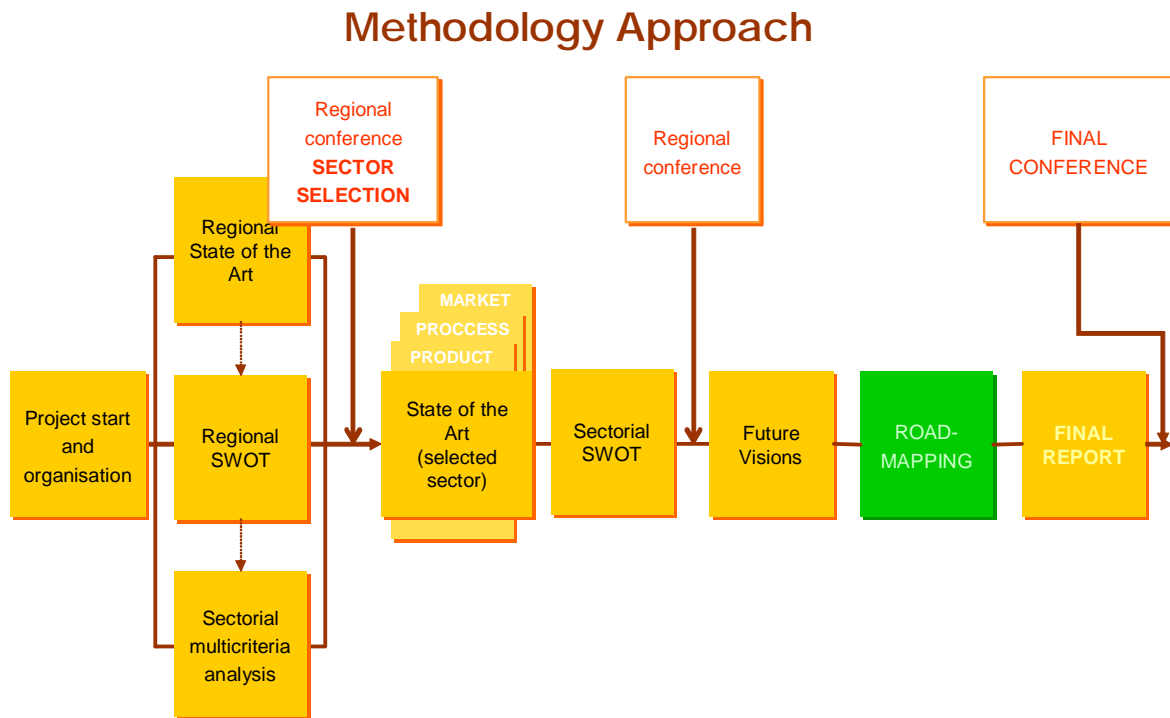 Methodology Approach
Regional
conference
SECTOR
SELECTION
Regional
conference
FINAL
CONFERENCE
Regional
State of the
Art
MARKET
PROCCESS
PRODUCT
Project start
and
organisation
Regional
SWOT
State of the
Art
(selected
sector)
Sectorial
SWOT
Future
Visions
ROAD-
MAPPING
FINAL
REPORT
Sectorial
multicriteria
analysis